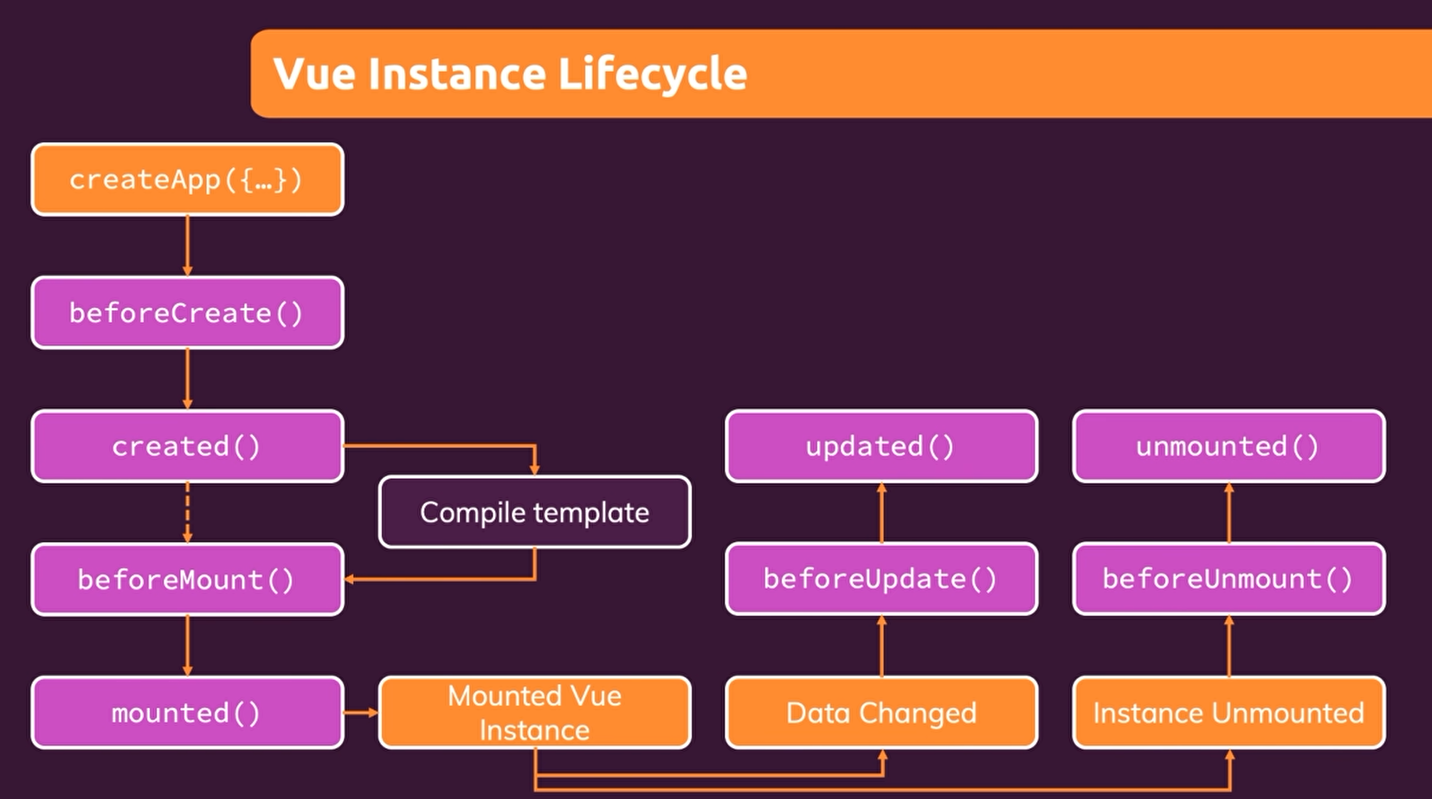 Vue Instance Lifecycle
createApp({…})
beforeCreate()
created()
Compile template
beforeMount()
mounted()
Mounted Vue
Instance
updated()
beforeUpdate()
Data Changed
unmounted()
beforeUnmount()
Instance Unmounted